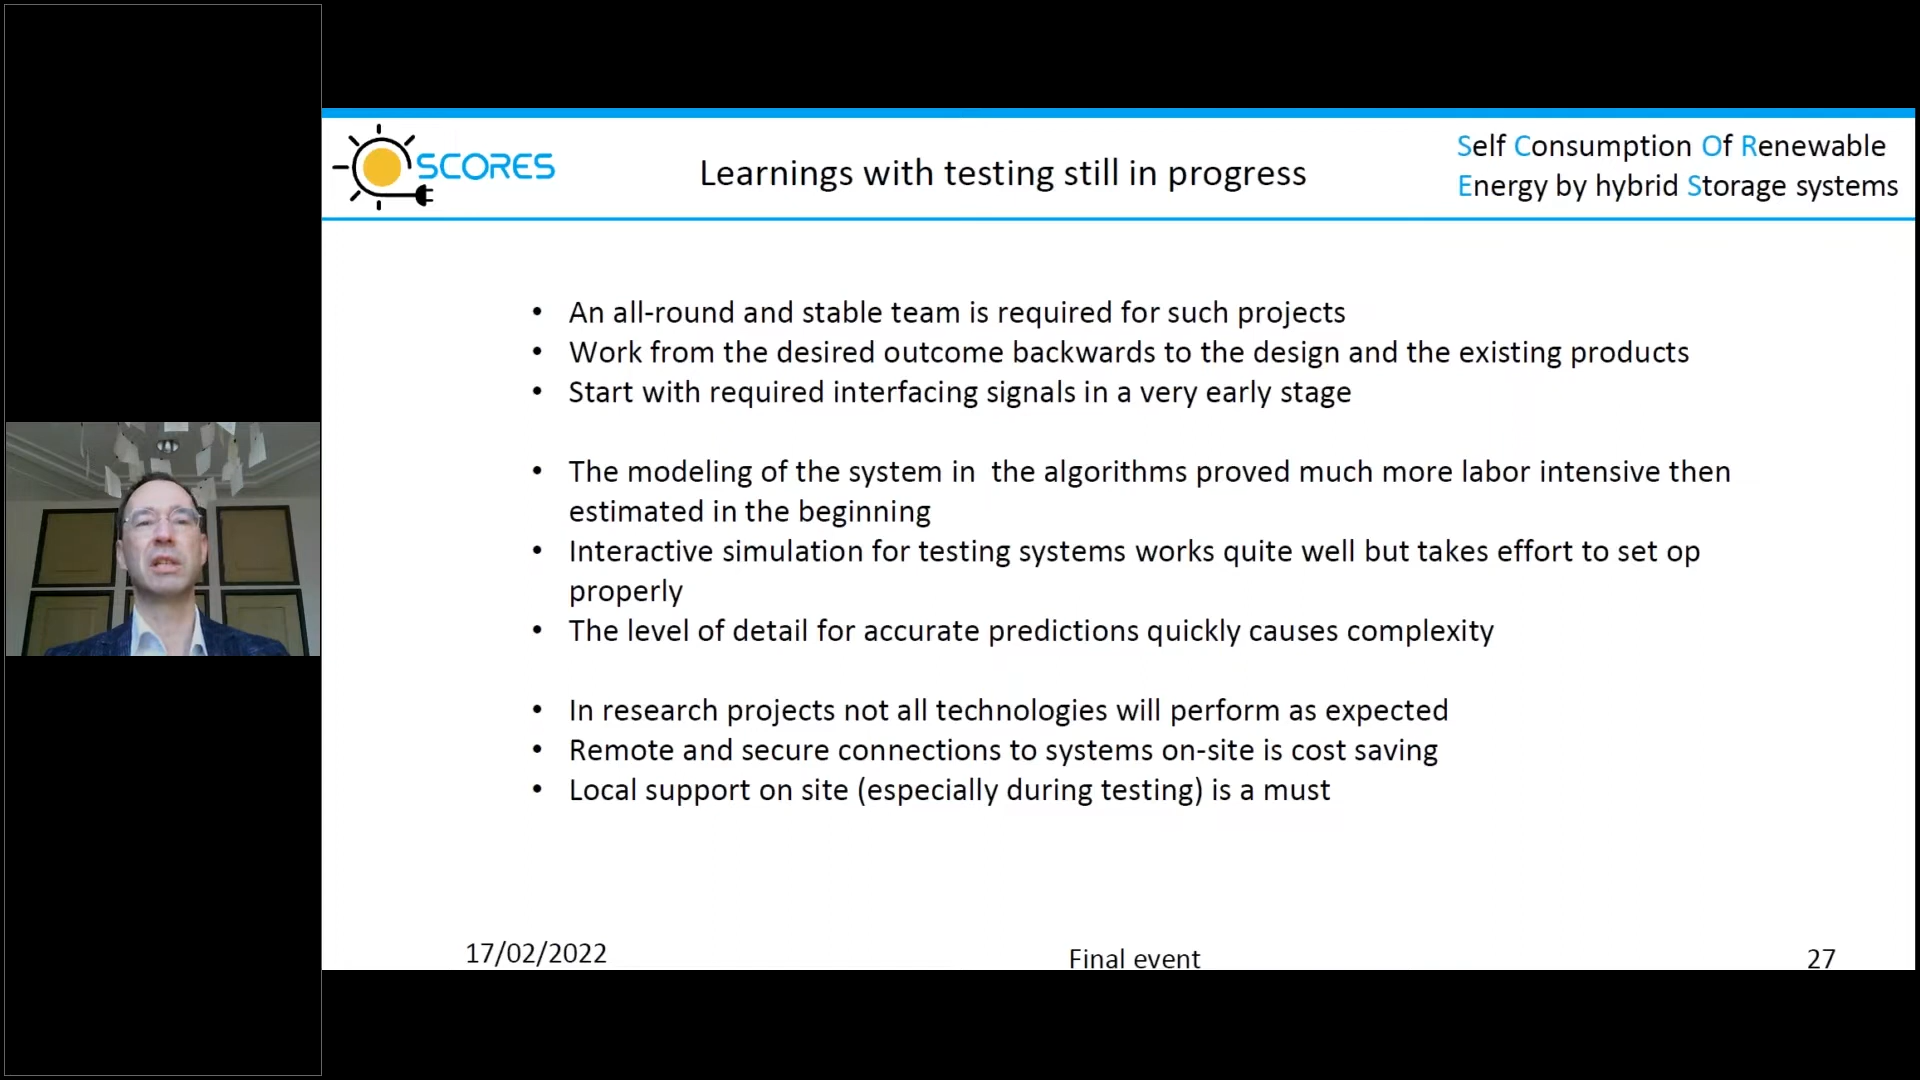 SCORES
Learnings with testing still in progress
Self Consumption Of Renewable
Energy by hybrid Storage systems
• An all-round and stable team is required for such projects
• Work from the desired outcome backwards to the design and the existing products
• Start with required interfacing signals in a very early stage
• The modeling of the system in  the algorithms proved much more labor intensive then
estimated in the beginning
• Interactive simulation for testing systems works quite well but takes effort to set op
properly
• The level of detail for accurate predictions quickly causes complexity
• In research projects not all technologies will perform as expected
• Remote and secure connections to systems on-site is cost saving
• Local support on site (especially during testing) is a must
17/02/2022
Final event
27